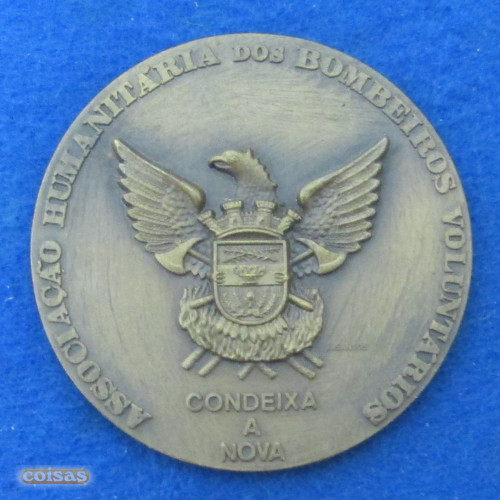 ASSOCIAÇÃO HUMANITÁRIA DOS BOMBEIROS VOLUNTÁRIOS
CONDEIXA
A
NOVA
coisas